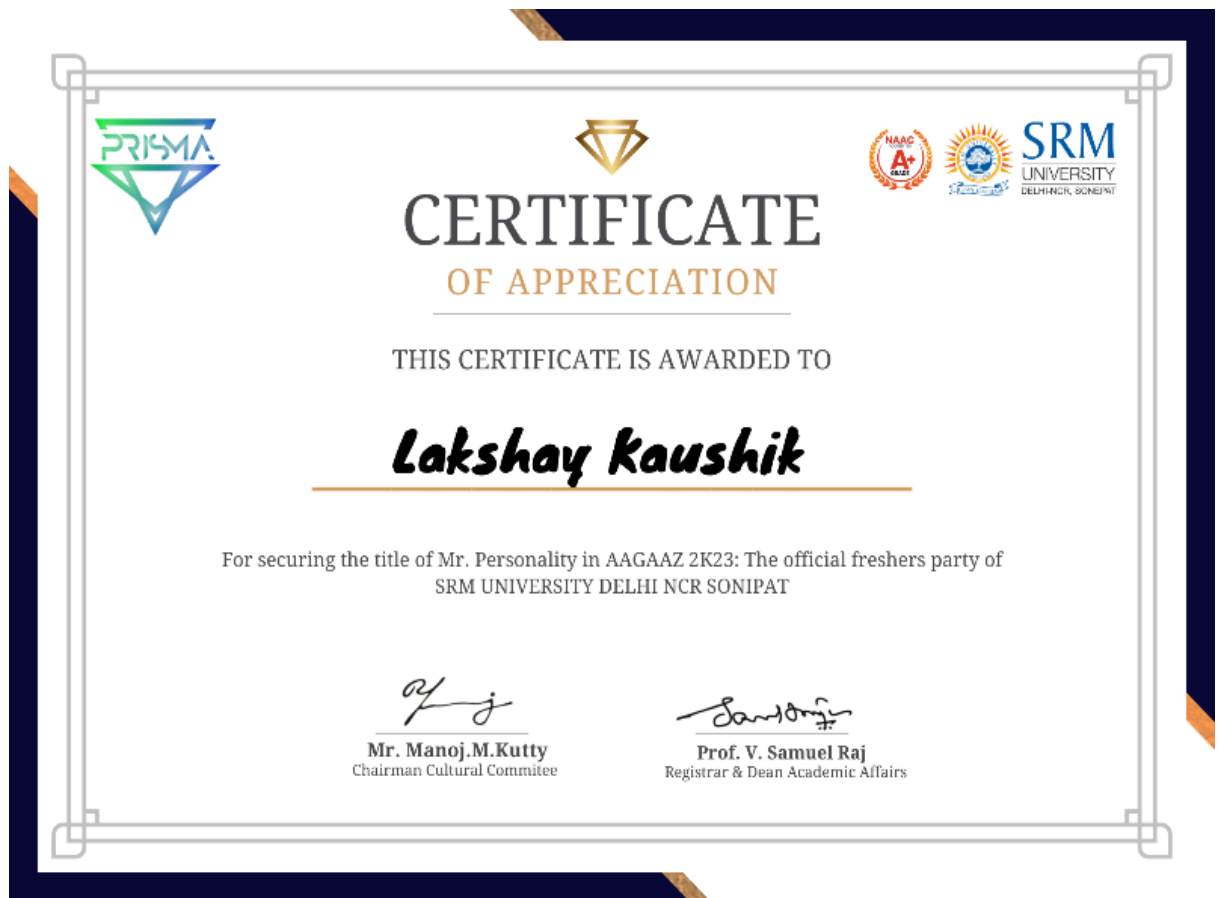 PRISMA
NAAC
A+
GRADE
SRM
UNIVERSITY
DELHI-NCR, SONEPAT
CERTIFICATE
OF APPRECIATION
THIS CERTIFICATE IS AWARDED TO
Lakshay Kaushik
For securing the title of Mr. Personality in AAGAAZ 2K23: The official freshers party of
SRM UNIVERSITY DELHI NCR SONIPAT
Mr. Manoj.M.Kutty
Chairman Cultural Commitee
Prof. V. Samuel Raj
Registrar & Dean Academic Affairs